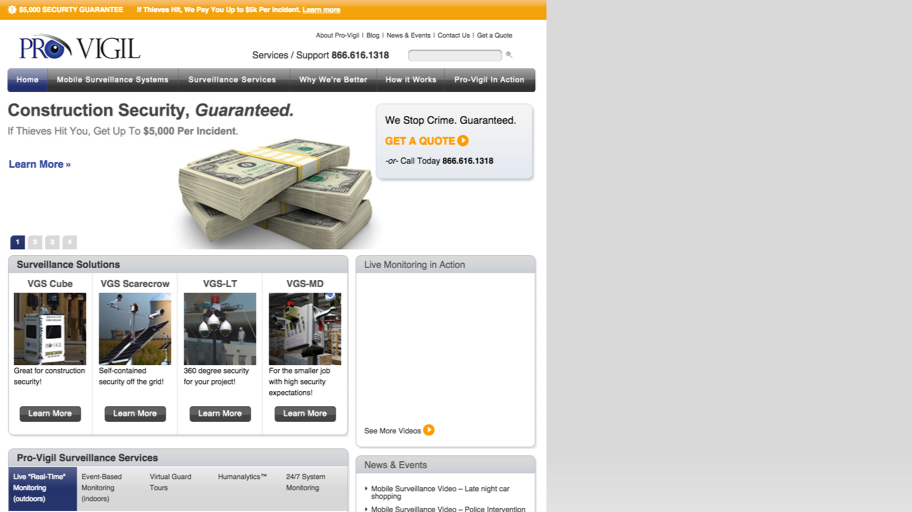 $5,000 SECURITY GUARANTEE If Thieves Hit, We Pay You Up to $5k Per Incident. Learn more
About Pro-Vigil | Blog | News & Events | Contact Us | Get a Quote
PRO VIGIL
Services / Support 866.616.1318
Home Mobile Surveillance Systems Surveillance Services Why We're Better How it Works Pro-Vigil In Action
Construction Security, Guaranteed.
If Thieves Hit You, Get Up To $5,000 Per Incident.
Learn More »
We Stop Crime. Guaranteed.
GET A QUOTE
-or- Call Today 866.616.1318
1 2 3 4
Surveillance Solutions
VGS Cube
Great for construction
security!
Learn More
VGS Scarecrow
Self-contained
security off the grid!
Learn More
VGS-LT
360 degree security
for your project!
Learn More
VGS-MD
For the smaller job
with high security
expectations!
Learn More
Live Monitoring in Action
See More Videos
Pro-Vigil Surveillance Services
Live "Real-Time"
Monitoring
(outdoors)
Event-Based
Monitoring
(indoors)
Virtual Guard
Tours
Humanalytics™
24/7 System
Monitoring
News & Events
Mobile Surveillance Video – Late night car
shopping
Mobile Surveillance Video – Police Intervention